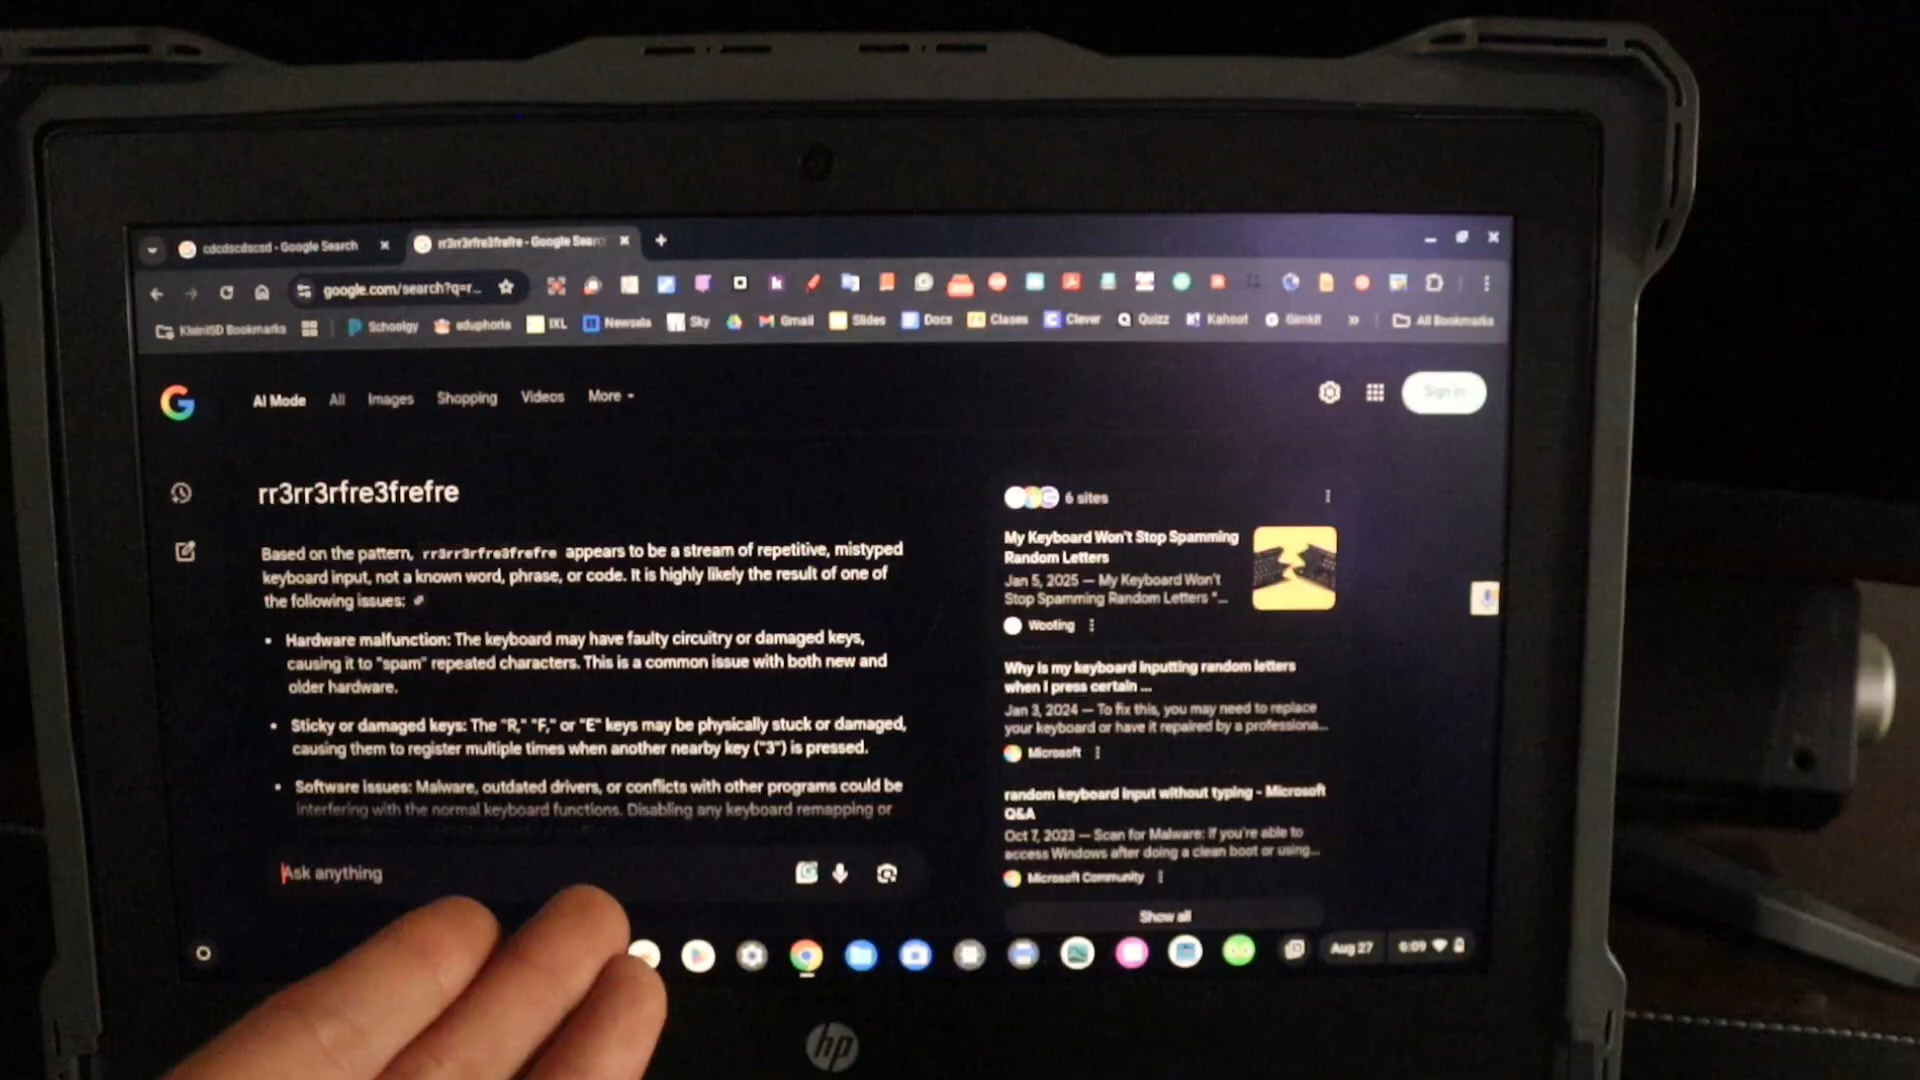 cdcdscdscsd - Google Search
rr3rr3rfre3frefre - Google Sear
google.com/search?q=r...
KleinISD Bookmarks
Schoology
eduphoria
IXL
Newsela
Sky
Gmail
Slides
Docs
Clases
Clever
Quizz
Kahoot
Gimkit
All Bookmarks
AI Mode All Images Shopping Videos More
Sign in
rr3rr3rfre3frefre
Based on the pattern, rr3rr3rfre3frefre appears to be a stream of repetitive, mistyped
keyboard input, not a known word, phrase, or code. It is highly likely the result of one of
the following issues:
• Hardware malfunction: The keyboard may have faulty circuitry or damaged keys,
causing it to "spam" repeated characters. This is a common issue with both new and
older hardware.
• Sticky or damaged keys: The "R," "F," or "E" keys may be physically stuck or damaged,
causing them to register multiple times when another nearby key ("3") is pressed.
• Software issues: Malware, outdated drivers, or conflicts with other programs could be
interfering with the normal keyboard functions. Disabling any keyboard remapping or
Ask anything
6 sites
My Keyboard Won't Stop Spamming
Random Letters
Jan 5, 2025 — My Keyboard Won't
Stop Spamming Random Letters "...
Wooting
Why is my keyboard inputting random letters
when I press certain ...
Jan 3, 2024 — To fix this, you may need to replace
your keyboard or have it repaired by a professiona...
Microsoft
random keyboard input without typing - Microsoft
Q&A
Oct 7, 2023 — Scan for Malware: If you're able to
access Windows after doing a clean boot or using...
Microsoft Community
Show all
Aug 27
6:09
hp